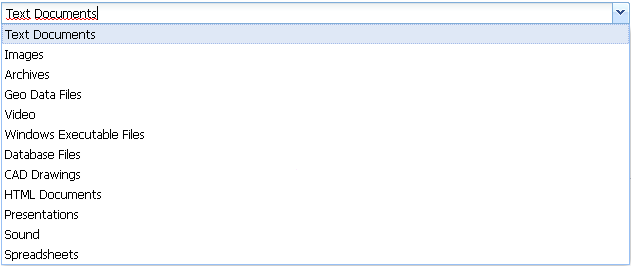 Text Documents
Text Documents
Images
Archives
Geo Data Files
Video
Windows Executable Files
Database Files
CAD Drawings
HTML Documents
Presentations
Sound
Spreadsheets